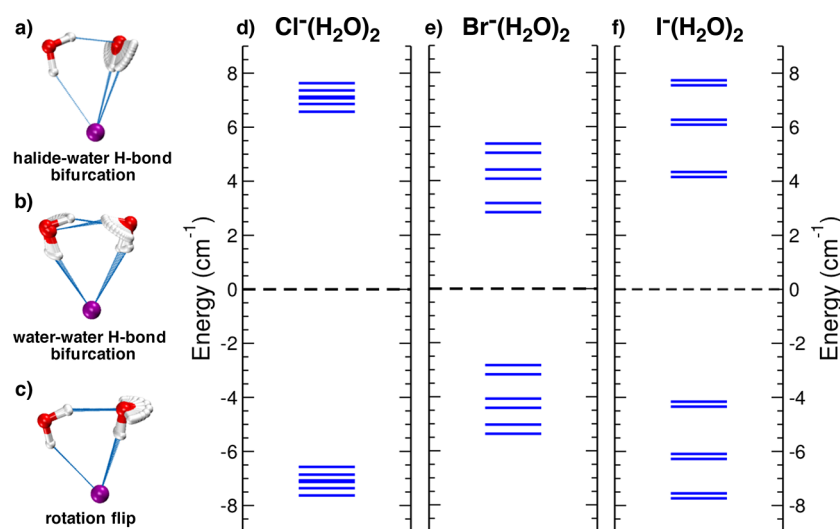 a)
halide-water H-bond
bifurcation
b)
water-water H-bond
bifurcation
c)
rotation flip
d) Cl⁻(H₂O)₂
Energy (cm⁻¹)
8
6
4
2
0
-2
-4
-6
-8
e) Br⁻(H₂O)₂
f) I⁻(H₂O)₂
8
6
4
2
0
-2
-4
-6
-8
Energy (cm⁻¹)